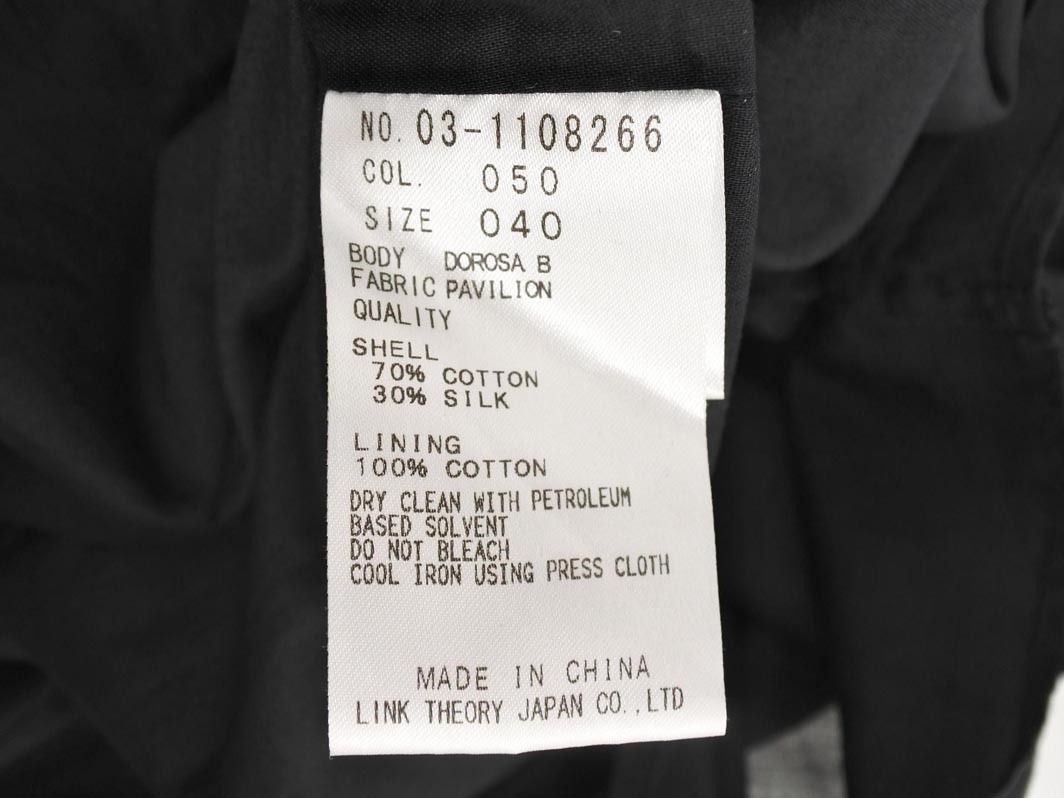 NO. 03-1108266
COL. 050
SIZE 040
BODY DOROSA B
FABRIC PAVILION
QUALITY
SHELL
70% COTTON
30% SILK
LINING
100% COTTON
DRY CLEAN WITH PETROLEUM
BASED SOLVENT
DO NOT BLEACH
COOL IRON USING PRESS CLOTH
MADE IN CHINA
LINK THEORY JAPAN CO.,LTD